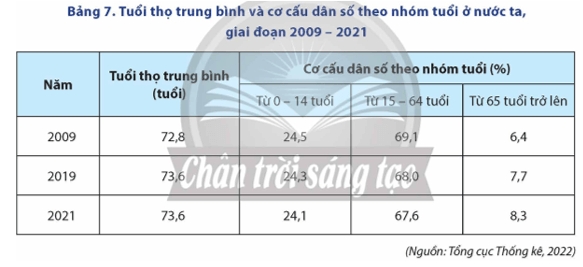 Bảng 7. Tuổi thọ trung bình và cơ cấu dân số theo nhóm tuổi ở nước ta,
giai đoạn 2009 – 2021
Năm
Tuổi thọ trung bình
(tuổi)
Cơ cấu dân số theo nhóm tuổi (%)
Từ 0 – 14 tuổi Từ 15 – 64 tuổi Từ 65 tuổi trở lên
2009 72,8 24,5 69,1 6,4
2019 73,6 24,3 68,0 7,7
2021 73,6 24,1 67,6 8,3
Chân trời sáng tạo
(Nguồn: Tổng cục Thống kê, 2022)